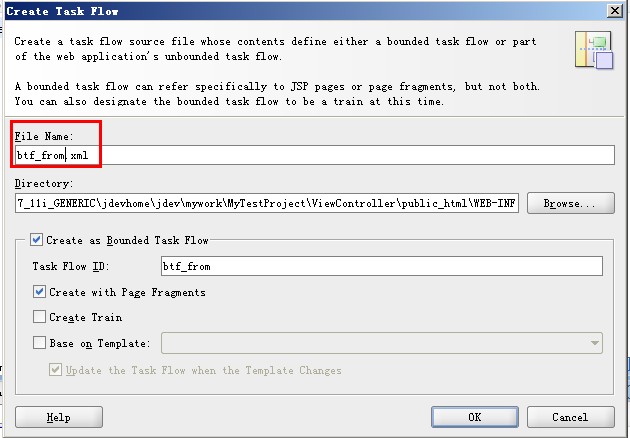 Create Task Flow
Create a task flow source file whose contents define either a bounded task flow or part
of the web application's unbounded task flow.
A bounded task flow can refer specifically to JSP pages or page fragments, but not both.
You can also designate the bounded task flow to be a train at this time.
File Name:
btf_from.xml
Directory:
7_11i_GENERIC\jdevhome\jdev\mywork\MyTestProject\ViewController\public_html\WEB-INF
Browse...
Create as Bounded Task Flow
Task Flow ID:
btf_from
Create with Page Fragments
Create Train
Base on Template:
Update the Task Flow when the Template Changes
Help
OK
Cancel